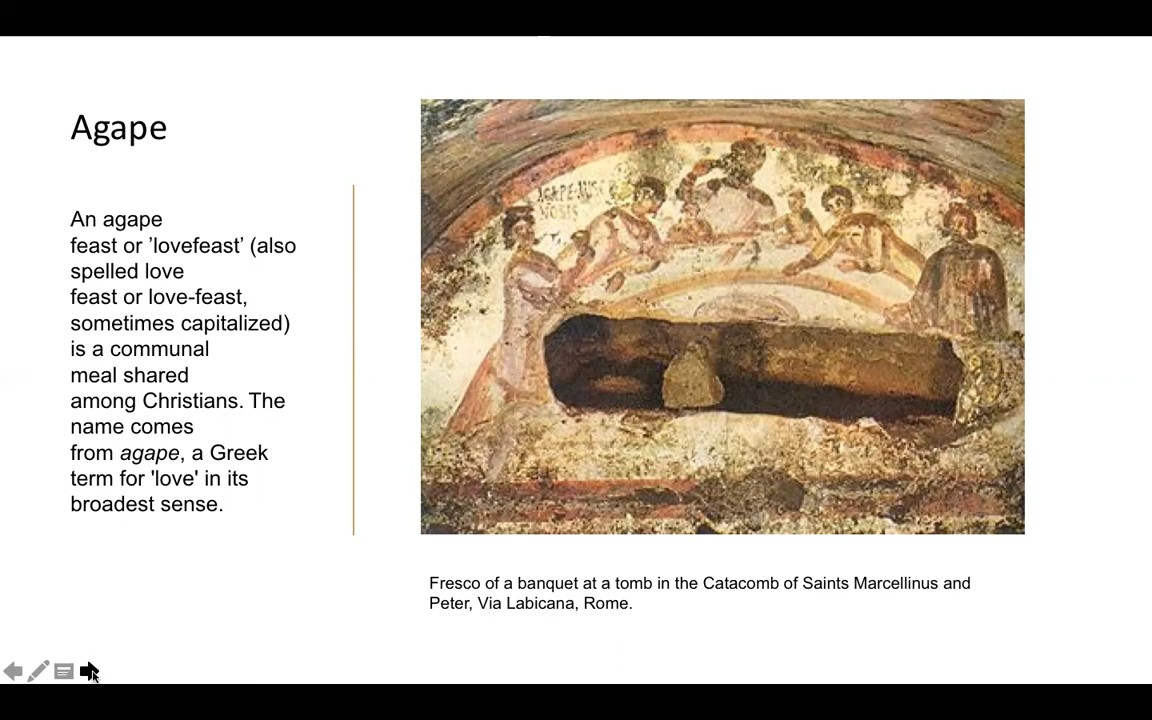 Agape
An agape
feast or ’lovefeast’ (also
spelled love
feast or love-feast,
sometimes capitalized)
is a communal
meal shared
among Christians. The
name comes
from agape, a Greek
term for 'love' in its
broadest sense.
Fresco of a banquet at a tomb in the Catacomb of Saints Marcellinus and
Peter, Via Labicana, Rome.